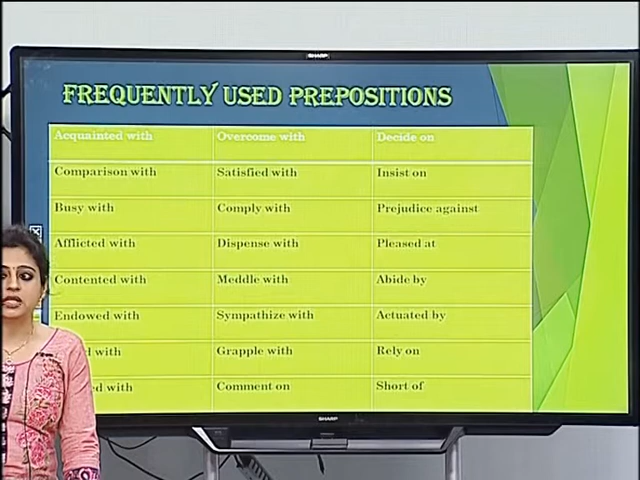 SHARP
FREQUENTLY USED PREPOSITIONS
Acquainted with Overcome with Decide on
Comparison with Satisfied with Insist on
Busy with Comply with Prejudice against
Afflicted with Dispense with Pleased at
Contented with Meddle with Abide by
Endowed with Sympathize with Actuated by
with Grapple with Rely on
with Comment on Short of
SHARP